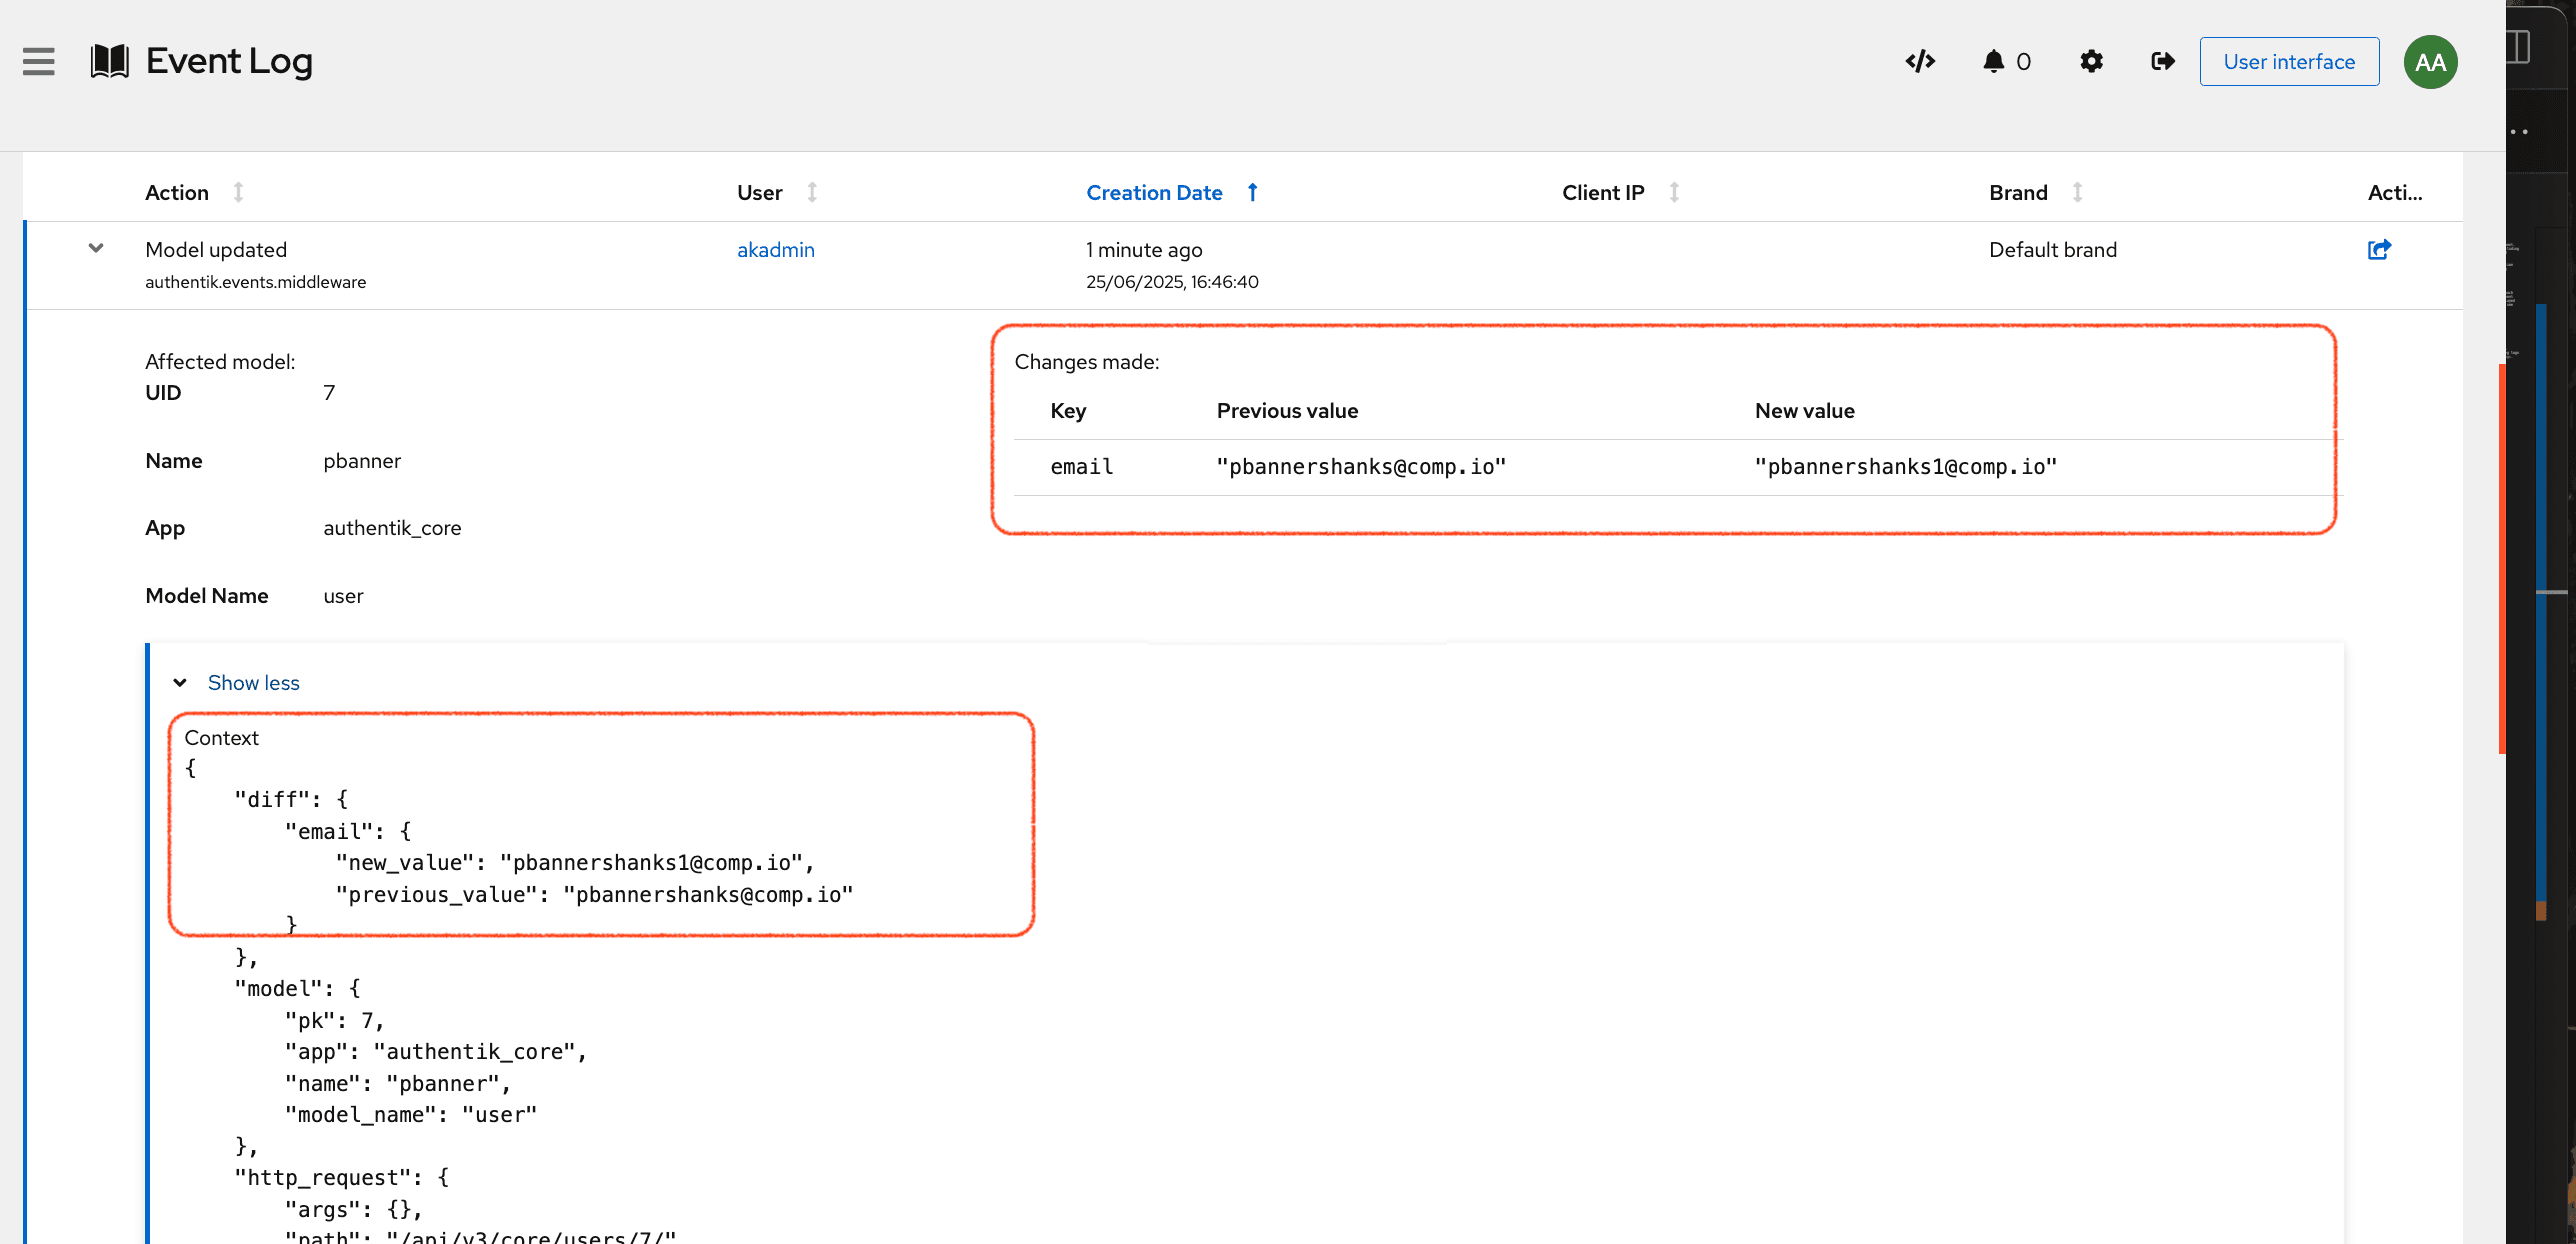 Event Log
0
User interface
AA
Action User Creation Date Client IP Brand Acti...
Model updated akadmin 1 minute ago Default brand
authentik.events.middleware 25/06/2025, 16:46:40
Affected model:
UID 7
Name pbanner
App authentik_core
Model Name user
Changes made:
Key Previous value New value
email "pbannershanks@comp.io" "pbannershanks1@comp.io"
Show less
Context
{
"diff": {
"email": {
"new_value": "pbannershanks1@comp.io",
"previous_value": "pbannershanks@comp.io"
}
},
"model": {
"pk": 7,
"app": "authentik_core",
"name": "pbanner",
"model_name": "user"
},
"http_request": {
"args": {},
"path": "/api/v3/core/users/7/"